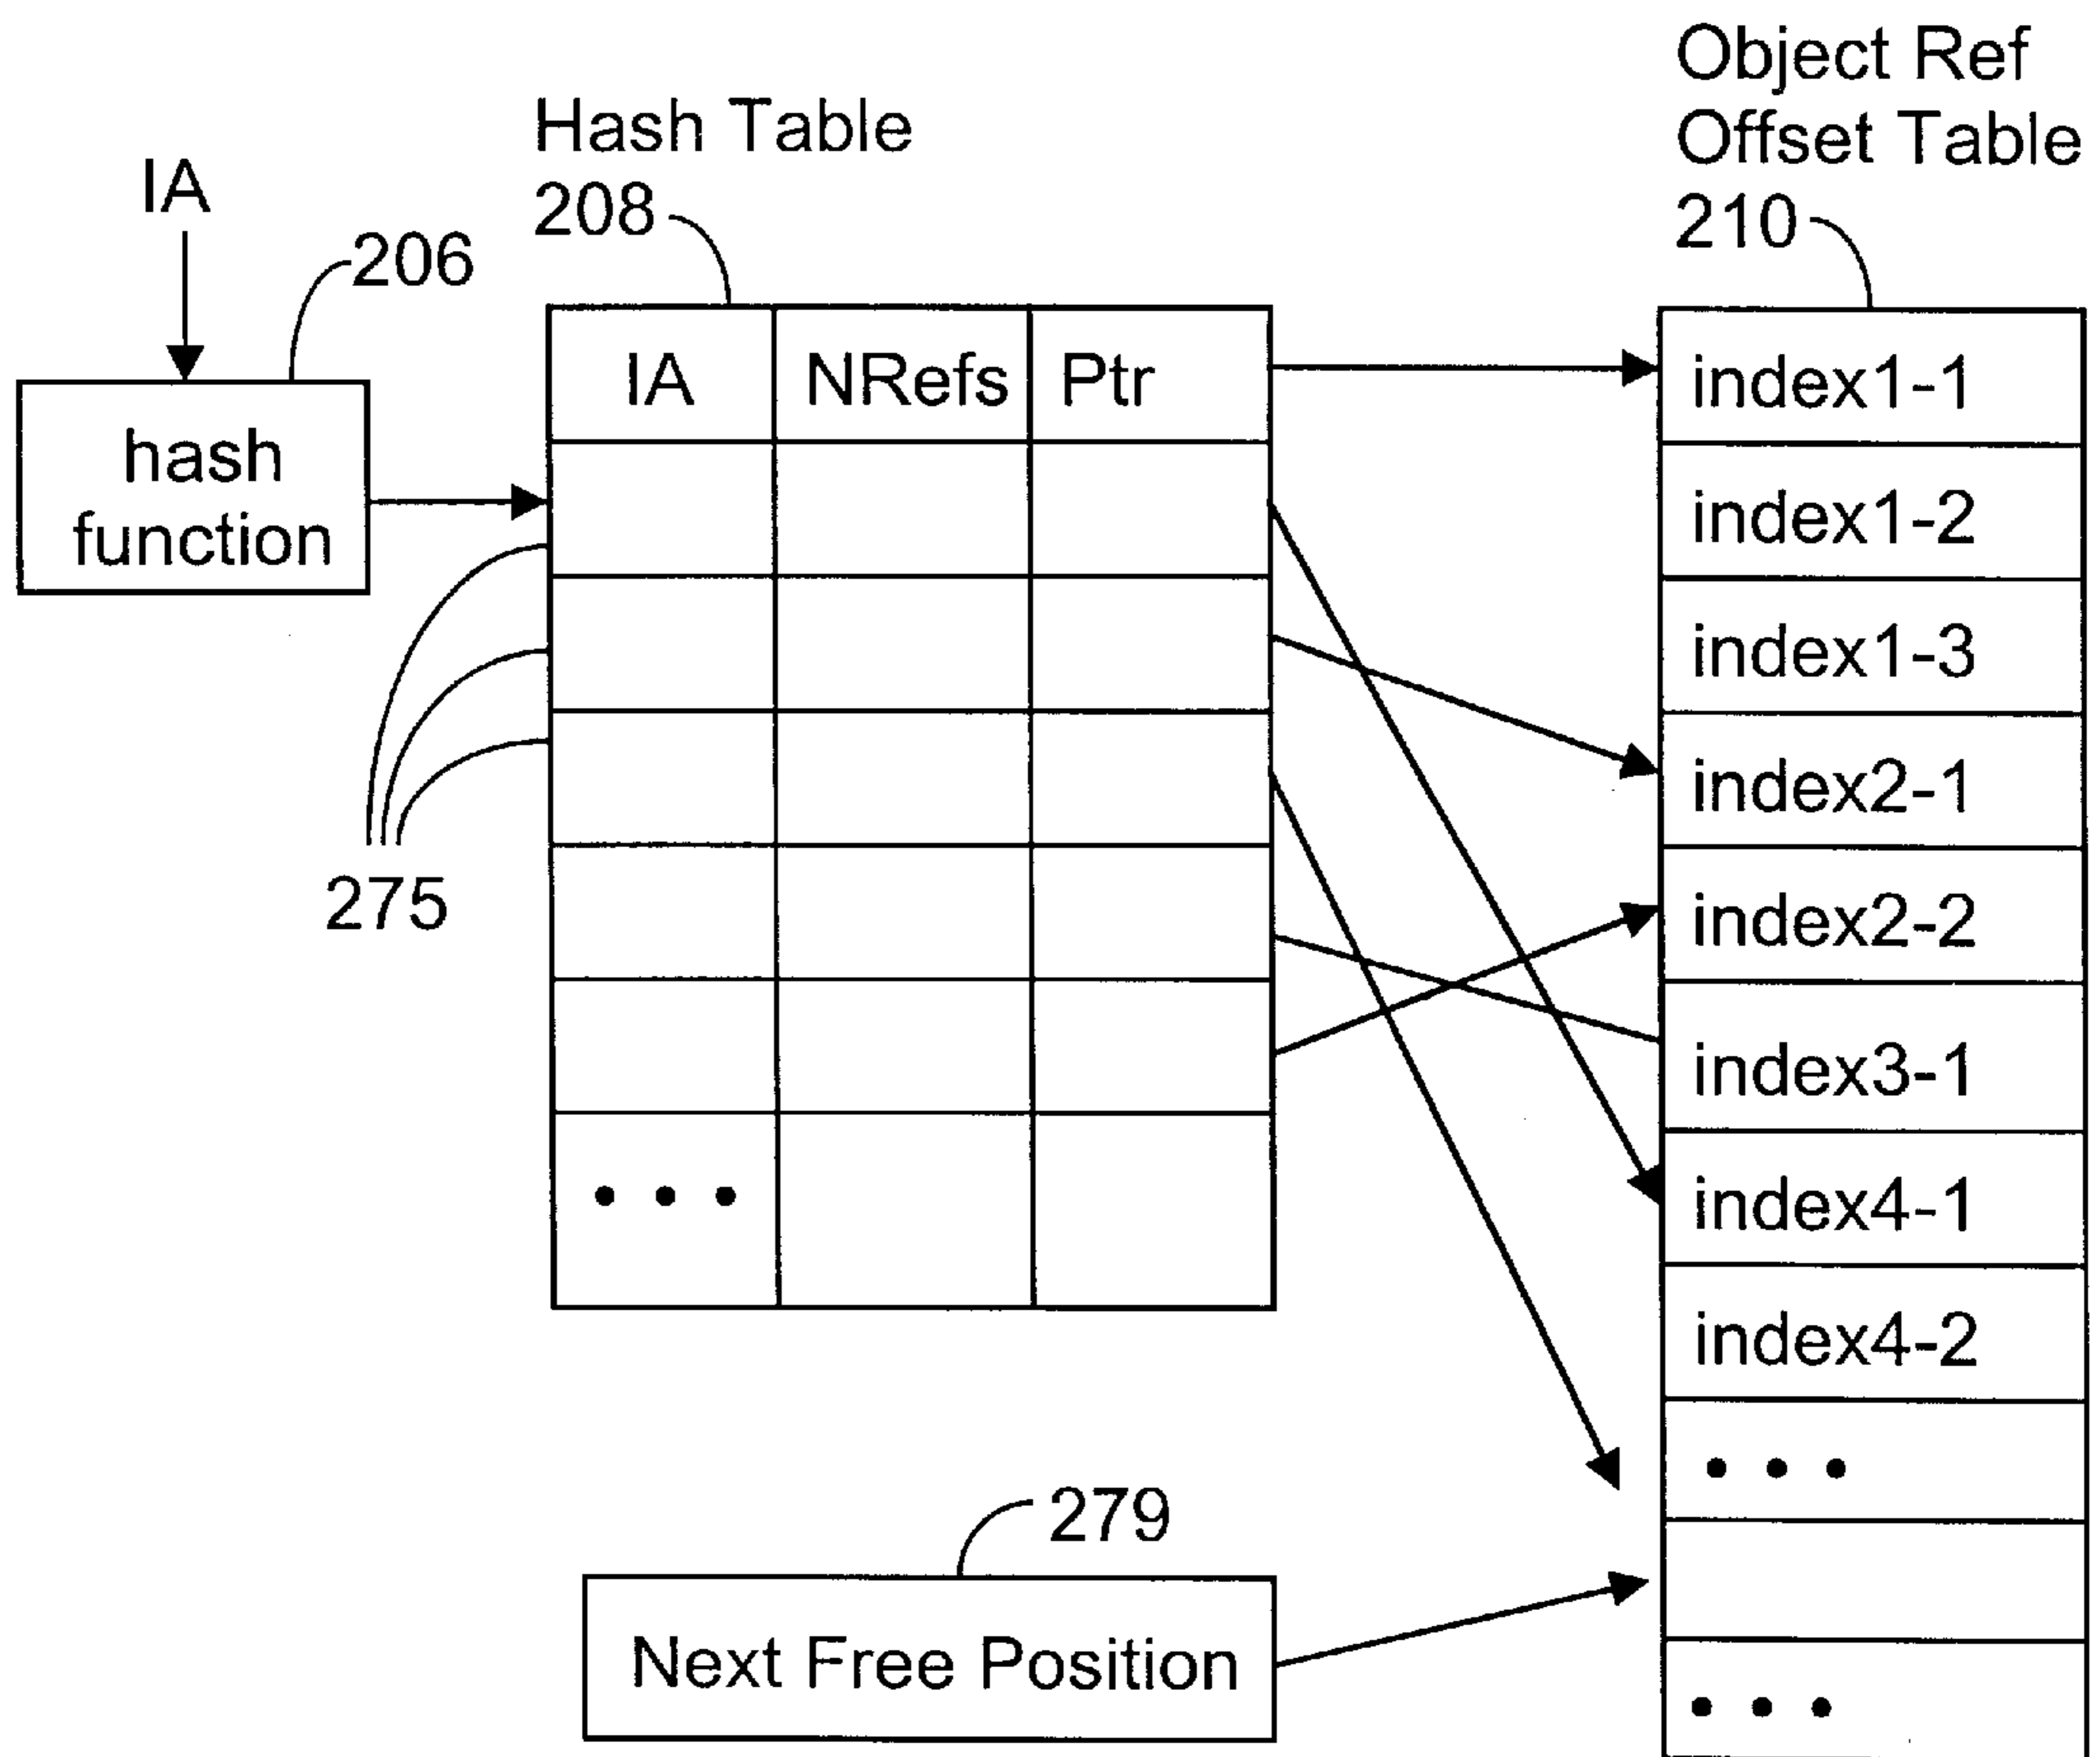 Object Ref
Offset Table
210
Hash Table
208
IA
206
hash
function
IA NRefs Ptr
275
• • •
index1-1
index1-2
index1-3
index2-1
index2-2
index3-1
index4-1
index4-2
• • •
• • •
279
Next Free Position